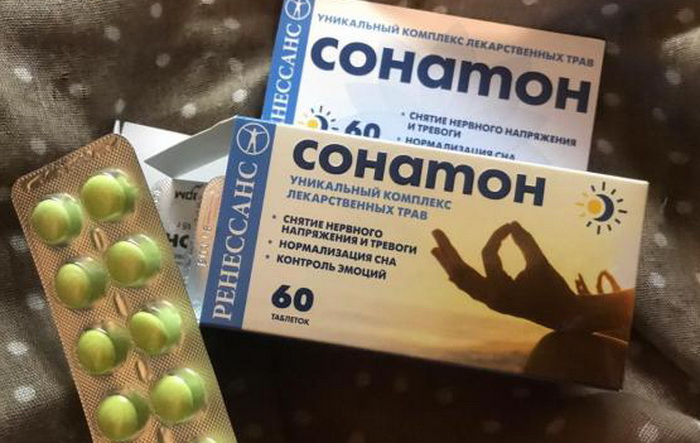 РЕНЕССАНС
УНИКАЛЬНЫЙ КОМПЛЕКС ЛЕКАРСТВЕННЫХ ТРАВ
СОНАТОН
• СНЯТИЕ НЕРВНОГО НАПРЯЖЕНИЯ
И ТРЕВОГИ
• НОРМАЛИЗАЦИЯ СНА
60
РЕНЕССАНС
СОНАТОН
УНИКАЛЬНЫЙ КОМПЛЕКС
ЛЕКАРСТВЕННЫХ ТРАВ
• СНЯТИЕ НЕРВНОГО
НАПРЯЖЕНИЯ И ТРЕВОГИ
• НОРМАЛИЗАЦИЯ СНА
• КОНТРОЛЬ ЭМОЦИЙ
60
ТАБЛЕТОК